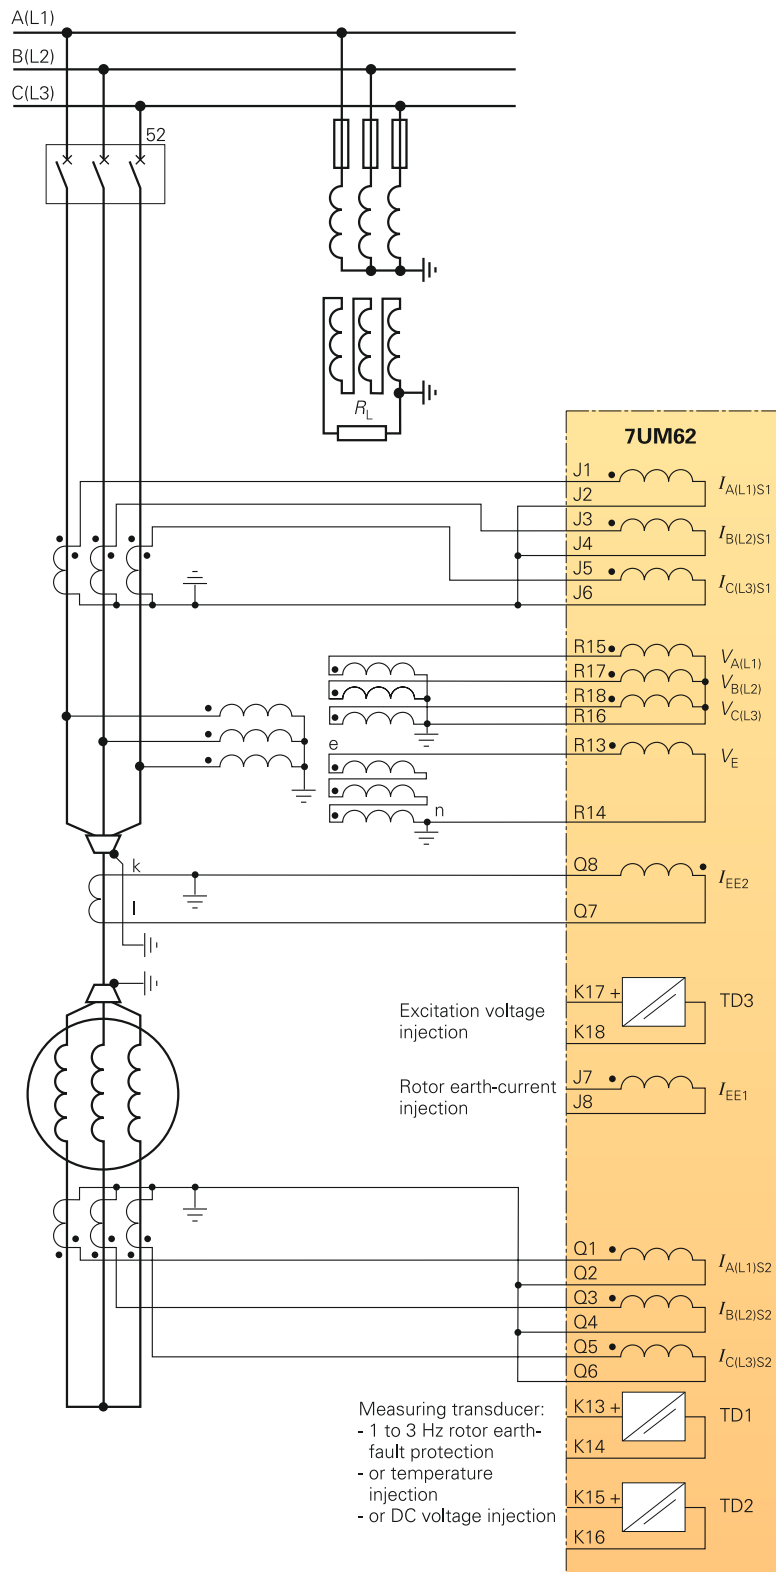 A(L1)
B(L2)
C(L3)
52
R_L
7UM62
J1
I_A(L1)S1
J2
J3
I_B(L2)S1
J4
J5
I_C(L3)S1
J6
R15
V_A(L1)
R17
V_B(L2)
R18
V_C(L3)
R16
e
R13
V_E
n
R14
k
Q8
I_EE2
l
Q7
K17 +
TD3
Excitation voltage
injection
K18
J7
Rotor earth-current
injection
I_EE1
J8
Q1
I_A(L1)S2
Q2
Q3
I_B(L2)S2
Q4
Q5
I_C(L3)S2
Q6
Measuring transducer:
- 1 to 3 Hz rotor earth-
fault protection
- or temperature
injection
- or DC voltage injection
K13 +
TD1
K14
K15 +
TD2
K16